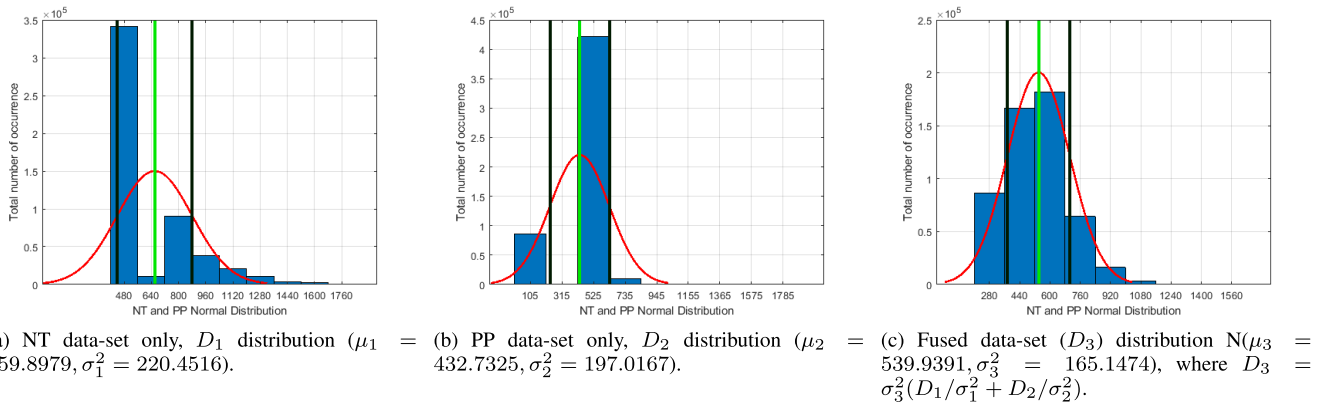 ×10^5
3.5
3
2.5
2
1.5
1
0.5
0
Total number of occurrence
480 640 800 960 1120 1280 1440 1600 1760
NT and PP Normal Distribution
×10^5
4.5
4
3.5
3
2.5
2
1.5
1
0.5
0
Total number of occurrence
105 315 525 735 945 1155 1365 1575 1785
NT and PP Normal Distribution
×10^5
2.5
2
1.5
1
0.5
0
Total number of occurrence
280 440 600 760 920 1080 1240 1400 1560
NT and PP Normal Distribution
) NT data-set only, D₁ distribution (μ₁ =
59.8979, σ₁² = 220.4516).
(b) PP data-set only, D₂ distribution (μ₂ =
432.7325, σ₂² = 197.0167).
(c) Fused data-set (D₃) distribution N(μ₃ =
539.9391, σ₃² = 165.1474), where D₃ =
σ₃²(D₁/σ₁² + D₂/σ₂²).